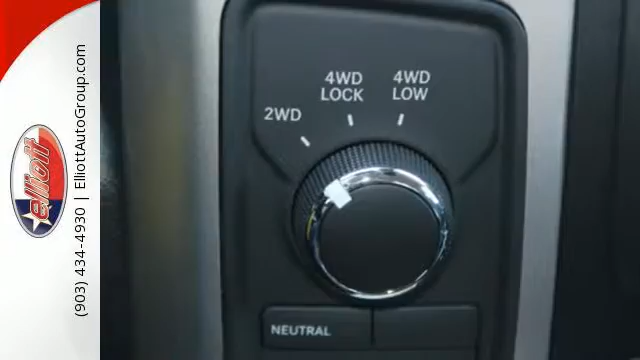 elliott
(903) 434-4930 | ElliottAutoGroup.com
2WD
4WD
LOCK
4WD
LOW
NEUTRAL